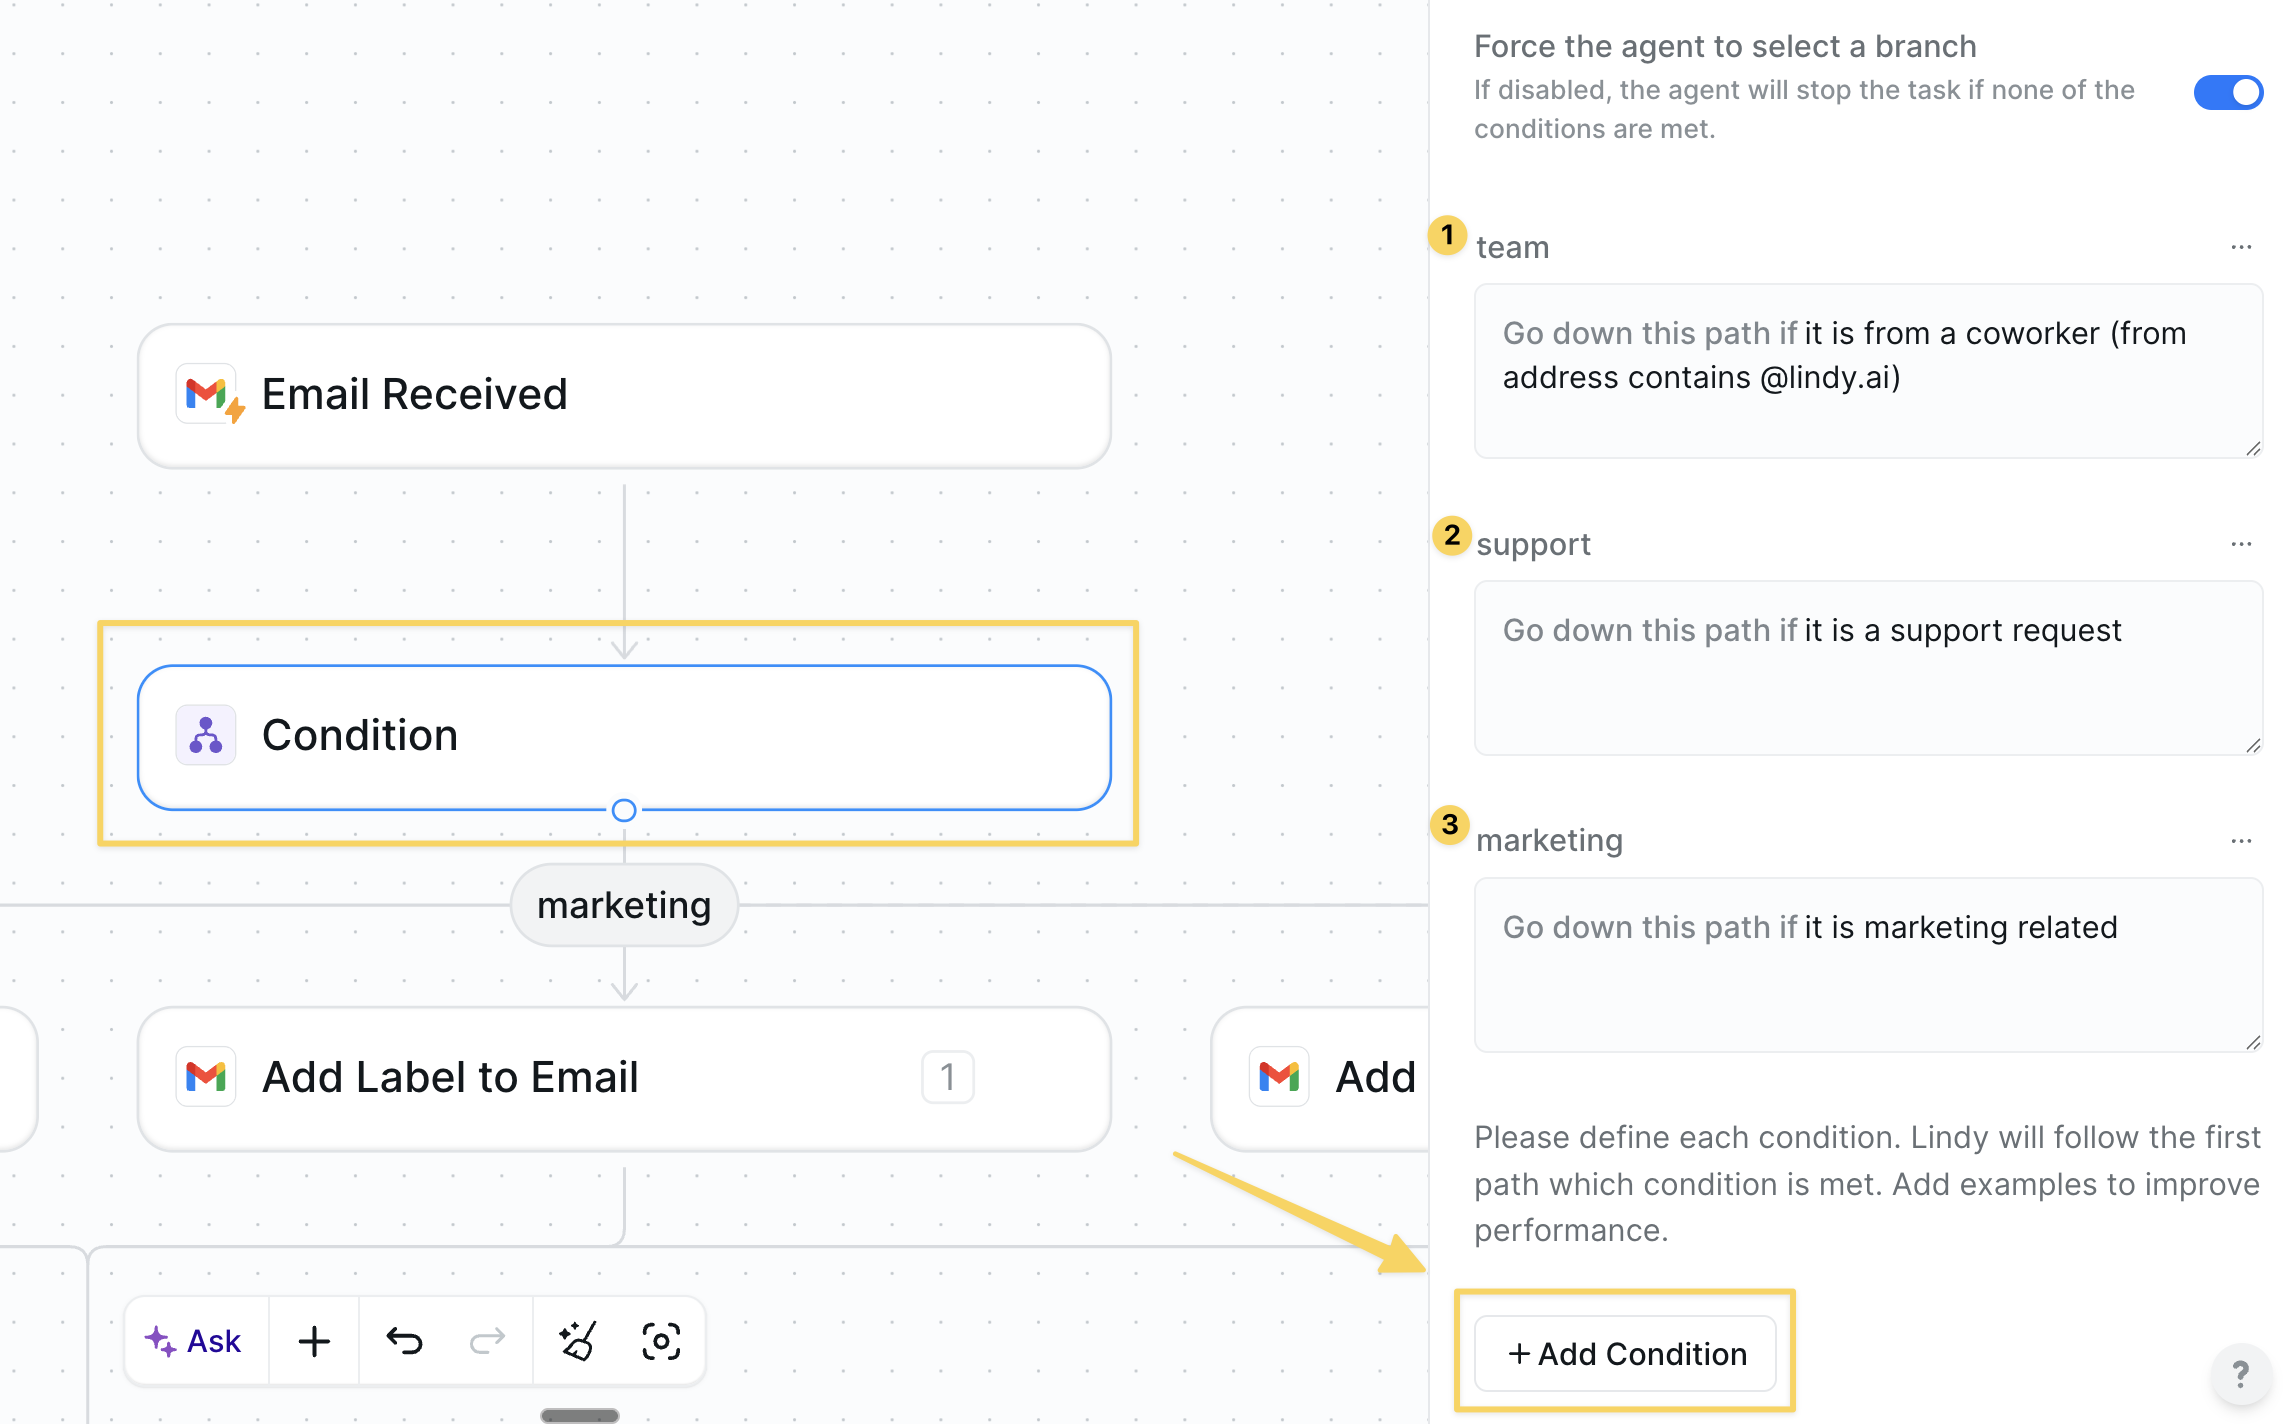 Email Received
Condition
marketing
Add Label to Email
1
Add
Ask
Force the agent to select a branch
If disabled, the agent will stop the task if none of the
conditions are met.
1
team
...
Go down this path if it is from a coworker (from
address contains @lindy.ai)
2
support
...
Go down this path if it is a support request
3
marketing
...
Go down this path if it is marketing related
Please define each condition. Lindy will follow the first
path which condition is met. Add examples to improve
performance.
+ Add Condition
?